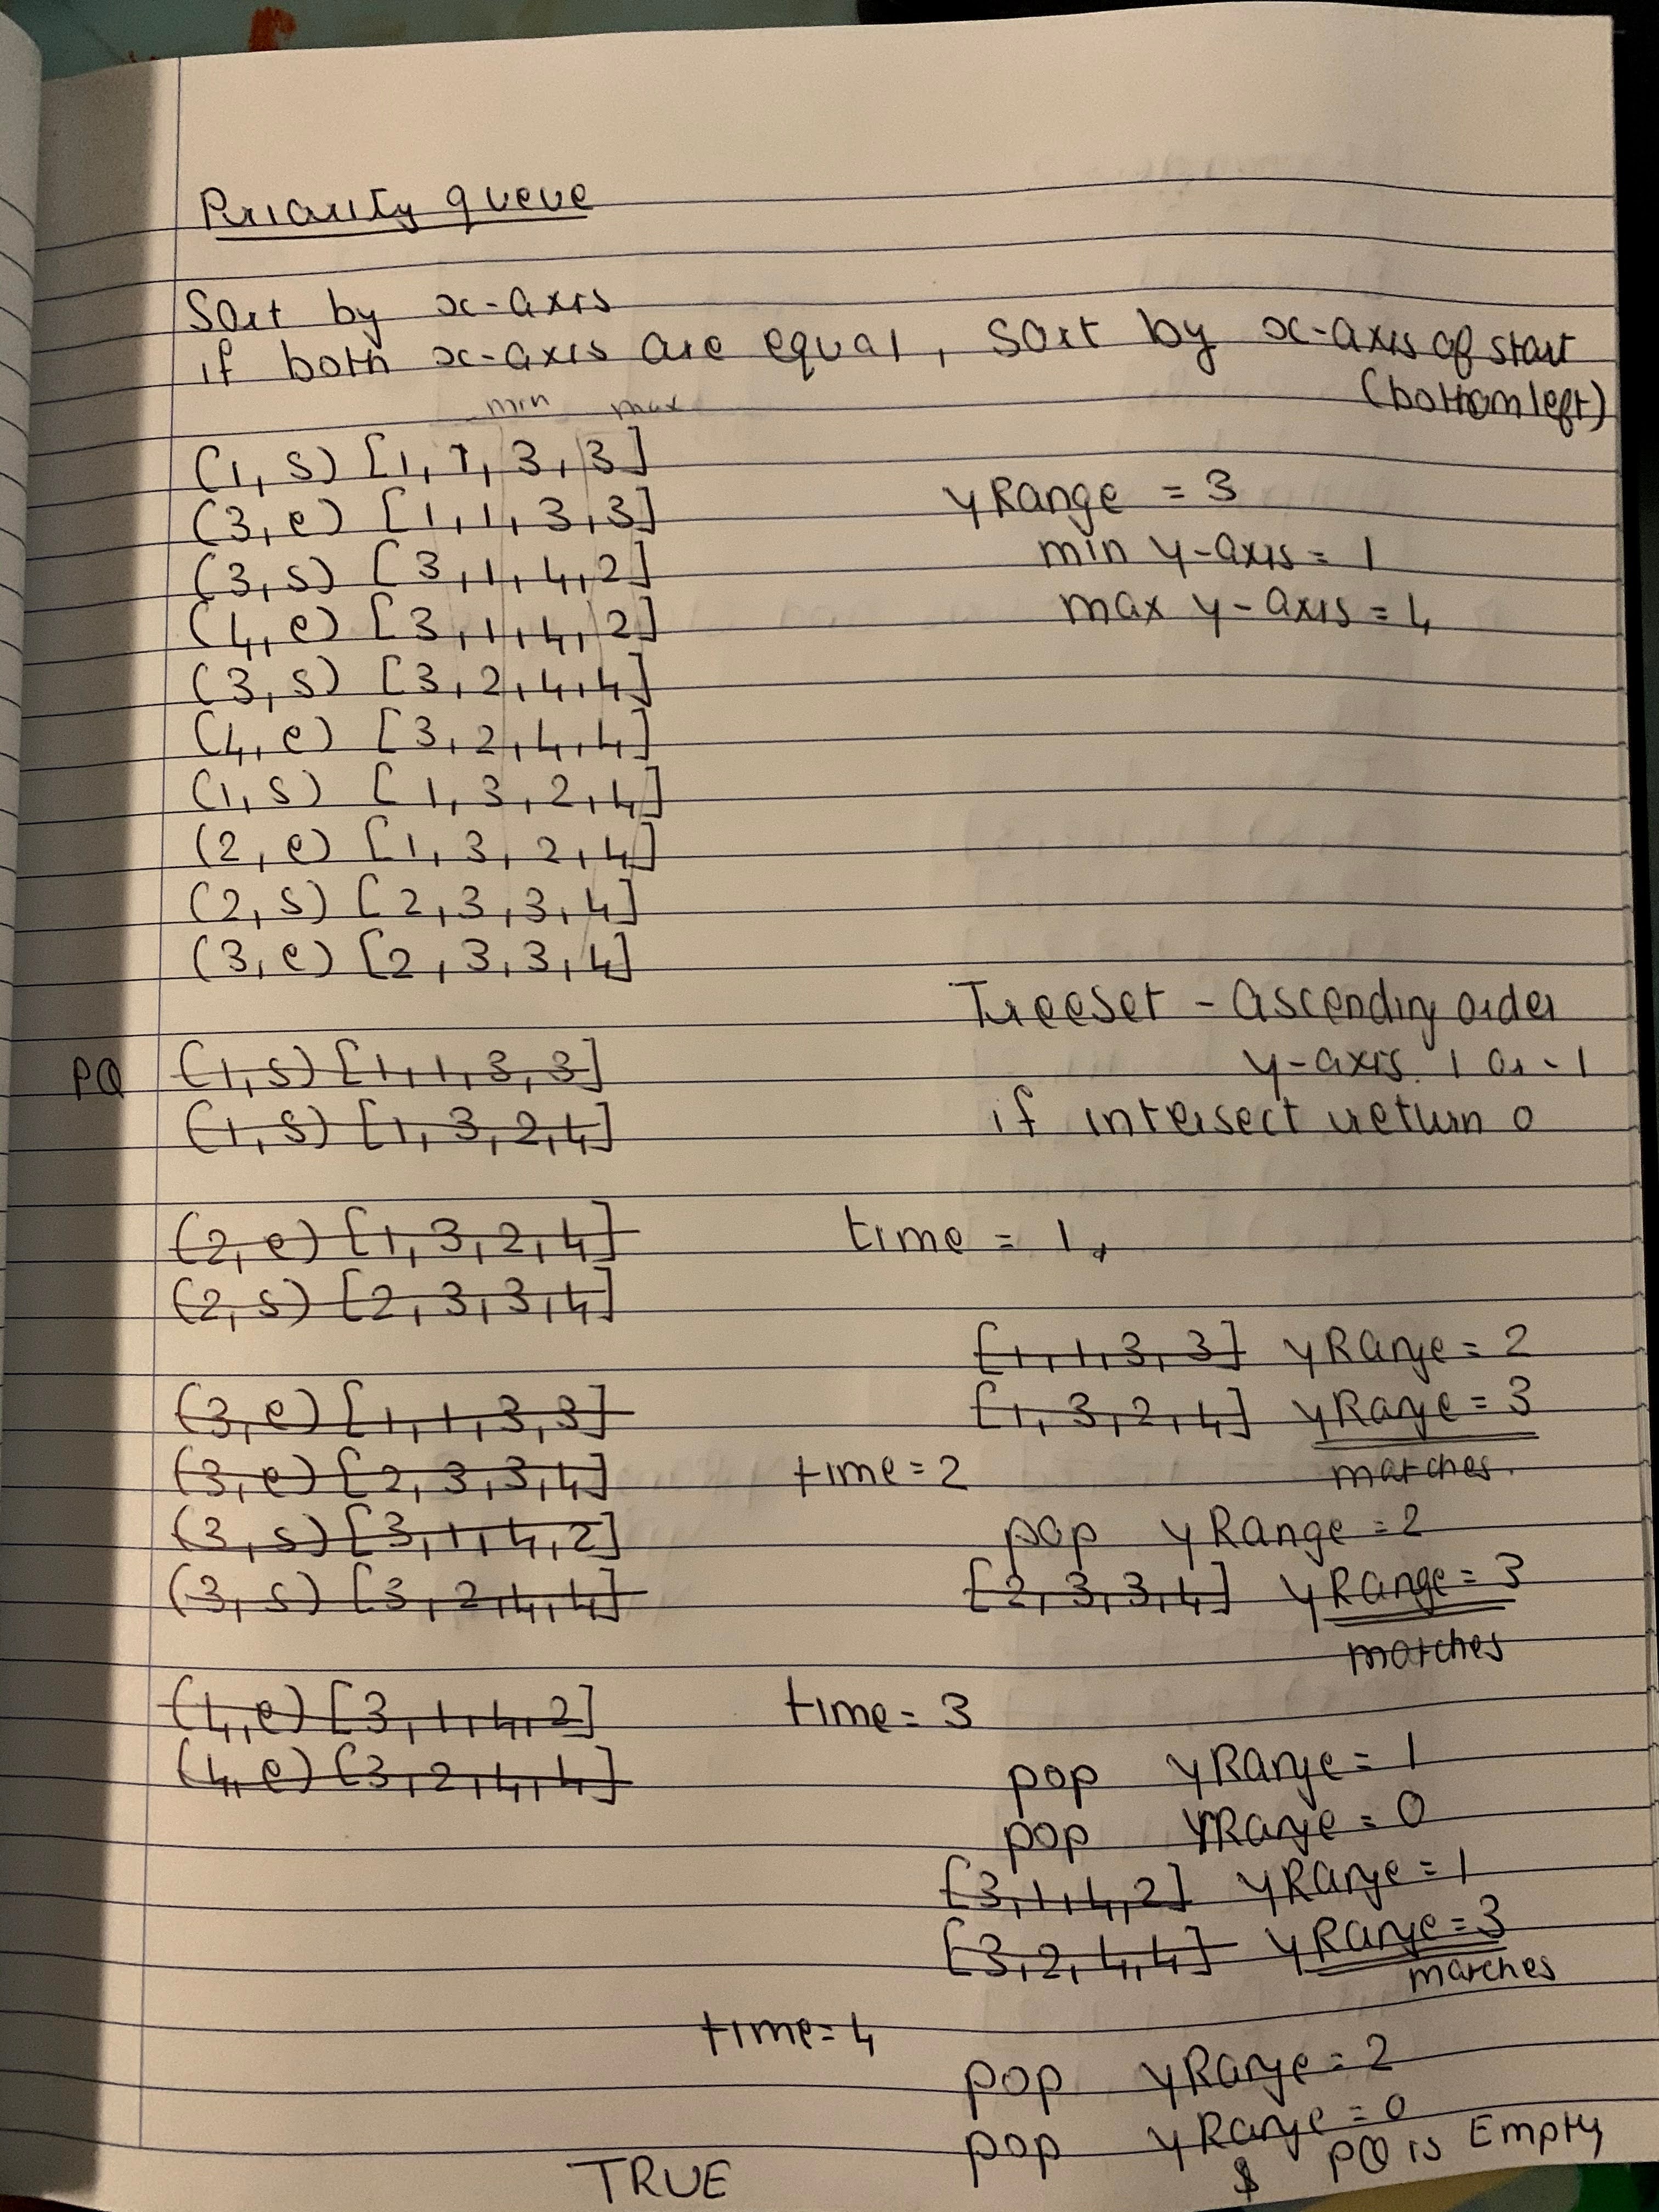 Priority queue
Sort by x-axis
if both x-axis are equal, sort by x-axis of start
(bottom left)
min max
(1, s) [1, 1, 3, 3]
(3, e) [1, 1, 3, 3]
yRange = 3
(3, s) [3, 1, 4, 2]
min y-axis = 1
(4, e) [3, 1, 4, 2]
max y-axis = 4
(3, s) [3, 2, 4, 4]
(4, e) [3, 2, 4, 4]
(1, s) [1, 3, 2, 4]
(2, e) [1, 3, 2, 4]
(2, s) [2, 3, 3, 4]
(3, e) [2, 3, 3, 4]
TreeSet - ascending order
y-axis. 1 or -1
if intersect return 0
PQ (1, s) [1, 1, 3, 3]
(1, s) [1, 3, 2, 4]
(2, e) [1, 3, 2, 4]
(2, s) [2, 3, 3, 4]
(3, e) [1, 1, 3, 3]
(3, e) [2, 3, 3, 4]
(3, s) [3, 1, 4, 2]
(3, s) [3, 2, 4, 4]
(4, e) [3, 1, 4, 2]
(4, e) [3, 2, 4, 4]
time = 1,
[1, 1, 3, 3] yRange = 2
[1, 3, 2, 4] yRange = 3
matches.
time = 2
pop yRange = 2
[2, 3, 3, 4] yRange = 3
matches
time = 3
pop yRange = 1
pop yRange = 0
[3, 1, 4, 2] yRange = 1
[3, 2, 4, 4] yRange = 3
matches
time = 4
pop yRange = 2
pop yRange = 0
$ PQ is Empty
TRUE